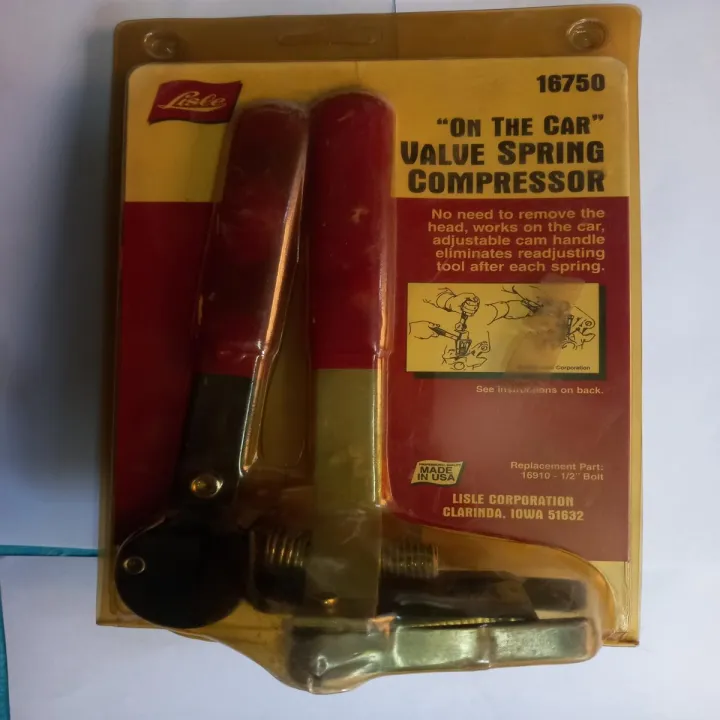 Lisle
16750
"ON THE CAR"
VALVE SPRING
COMPRESSOR
No need to remove the
head, works on the car,
adjustable cam handle
eliminates readjusting
tool after each spring.
Corporation
See instructions on back.
MADE
IN USA
Replacement Part:
16910 - 1/2" Bolt
LISLE CORPORATION
CLARINDA, IOWA 51632